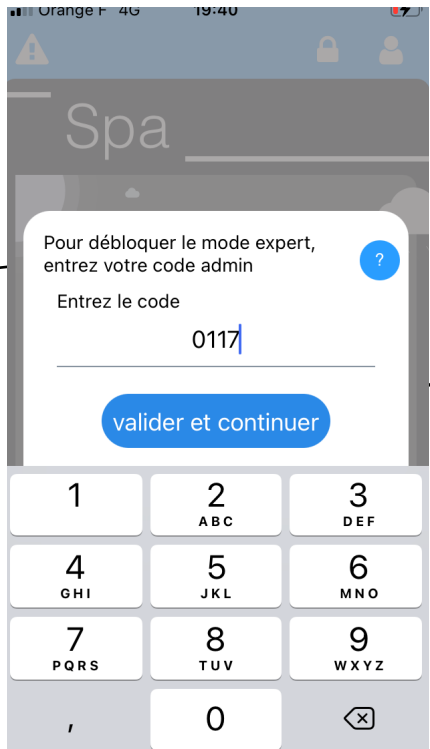 Orange F 4G 19:40
Spa
Pour débloquer le mode expert,
entrez votre code admin
?
Entrez le code
0117
valider et continuer
1 2 3
ABC DEF
4 5 6
GHI JKL MNO
7 8 9
PQRS TUV WXYZ
, 0